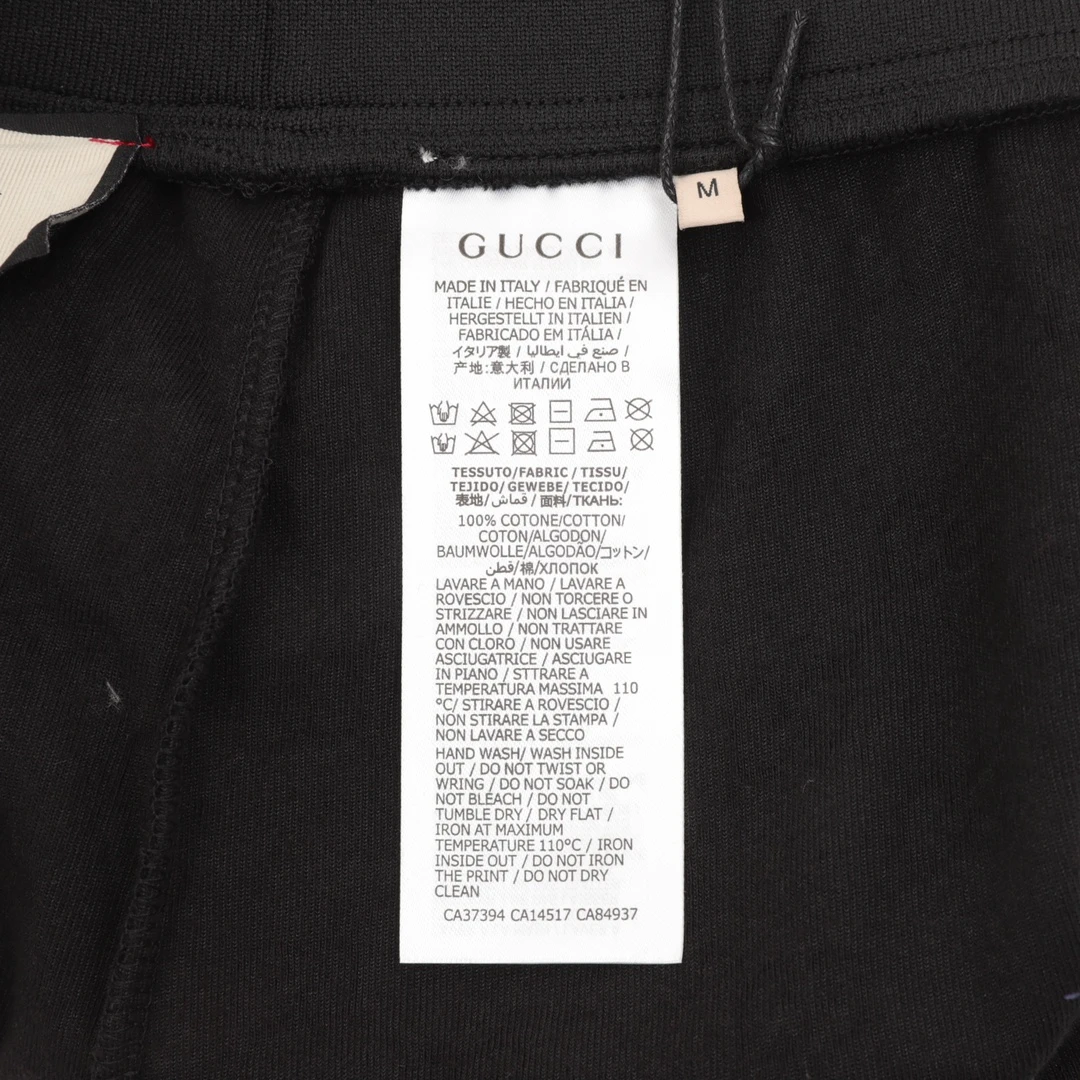 M
GUCCI
MADE IN ITALY / FABRIQUÉ EN
ITALIE / HECHO EN ITALIA /
HERGESTELLT IN ITALIEN /
FABRICADO EM ITÁLIA /
イタリア製 / صنع في ايطاليا /
产地:意大利 / СДЕЛАНО В
ИТАЛИИ
TESSUTO/FABRIC / TISSU/
TEJIDO/ GEWEBE/ TECIDO/
表地/ قماش / 面料/ТКАНЬ:
100% COTONE/COTTON/
COTON/ALGODON/
BAUMWOLLE/ALGODÃO/コットン/
قطن/棉/ХЛОПОК
LAVARE A MANO / LAVARE A
ROVESCIO / NON TORCERE O
STRIZZARE / NON LASCIARE IN
AMMOLLO / NON TRATTARE
CON CLORO / NON USARE
ASCIUGATRICE / ASCIUGARE
IN PIANO / STTRARE A
TEMPERATURA MASSIMA 110
°C/ STIRARE A ROVESCIO /
NON STIRARE LA STAMPA /
NON LAVARE A SECCO
HAND WASH/ WASH INSIDE
OUT / DO NOT TWIST OR
WRING / DO NOT SOAK / DO
NOT BLEACH / DO NOT
TUMBLE DRY / DRY FLAT /
IRON AT MAXIMUM
TEMPERATURE 110°C / IRON
INSIDE OUT / DO NOT IRON
THE PRINT / DO NOT DRY
CLEAN
CA37394 CA14517 CA84937